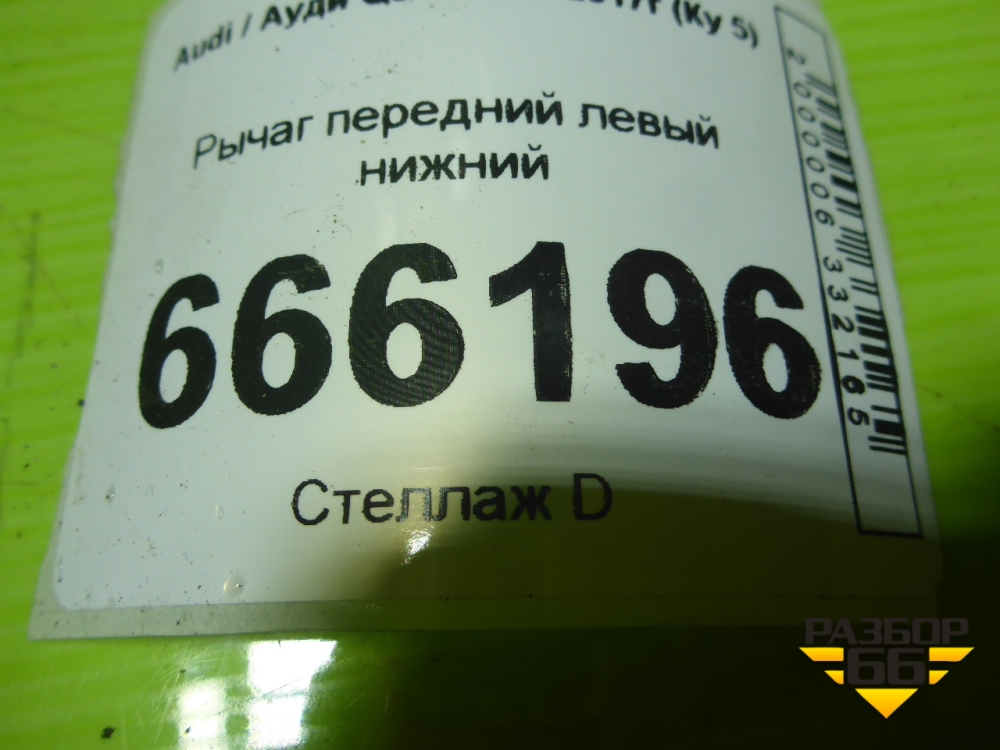 Audi / Ауди (Ку 5)
Рычаг передний левый
нижний
666196
Стеллаж D
2000006332165
РАЗБОР
66